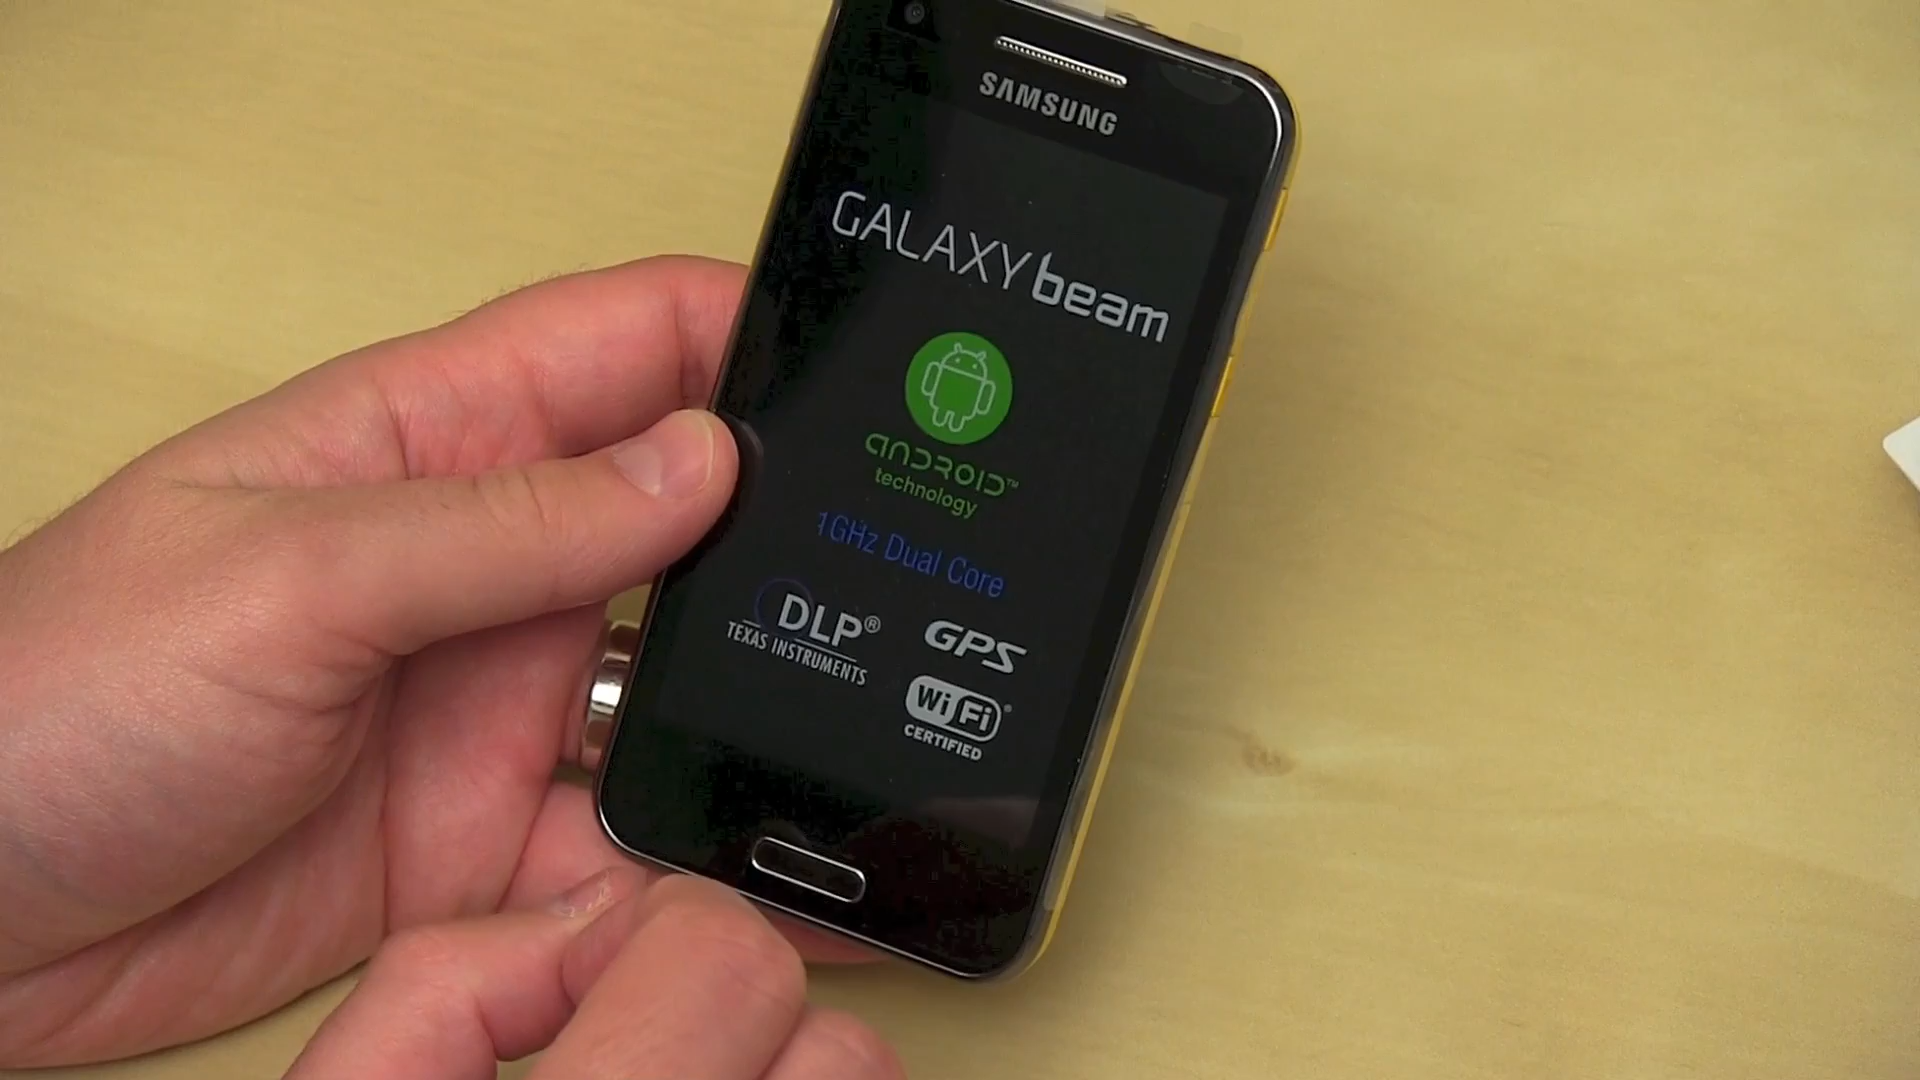 SAMSUNG
GALAXY beam
ANDROID™
technology
1GHz Dual Core
DLP®
TEXAS INSTRUMENTS
GPS
Wi Fi®
CERTIFIED